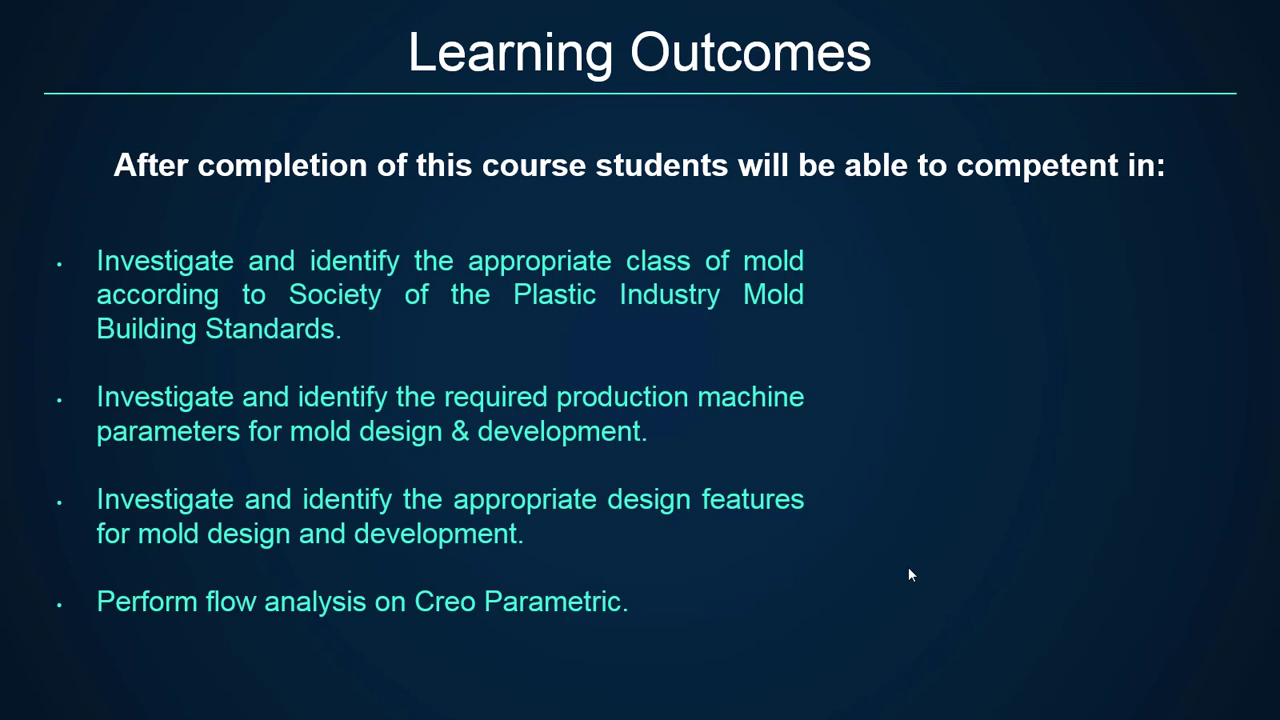 Learning Outcomes
After completion of this course students will be able to competent in:
• Investigate and identify the appropriate class of mold
according to Society of the Plastic Industry Mold
Building Standards.
• Investigate and identify the required production machine
parameters for mold design & development.
• Investigate and identify the appropriate design features
for mold design and development.
• Perform flow analysis on Creo Parametric.